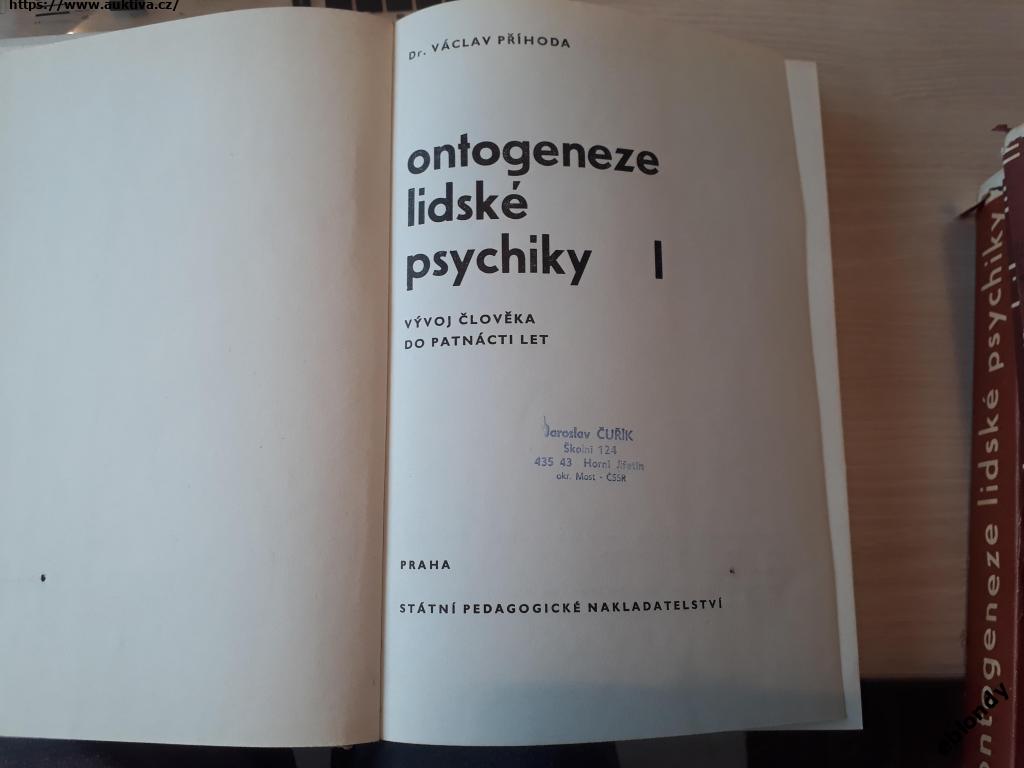 https://www.auktiva.cz/
Dr. VÁCLAV PŘÍHODA
ontogeneze
lidské
psychiky I
VÝVOJ ČLOVĚKA
DO PATNÁCTI LET
Jaroslav ČUŘÍK
Školní 124
435 43 Horní Jiřetín
okr. Most - ČSSR
PRAHA
STÁTNÍ PEDAGOGICKÉ NAKLADATELSTVÍ
ontogeneze lidské psychiky
eblondy